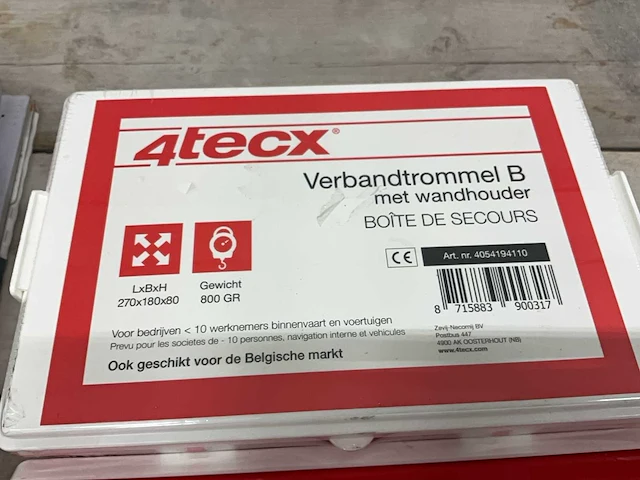 4tecx®
Verbandtrommel B
met wandhouder
BOÎTE DE SECOURS
CE
Art. nr. 4054194110
LxBxH
270x180x80
Gewicht
800 GR
8 715883 900317
Voor bedrijven < 10 werknemers binnenvaart en voertuigen
Prevu pour les societes de - 10 personnes, navigation interne et vehicules
Ook geschikt voor de Belgische markt
Zevij-Necomij BV
Postbus 447
4900 AK OOSTERHOUT (NB)
www.4tecx.com